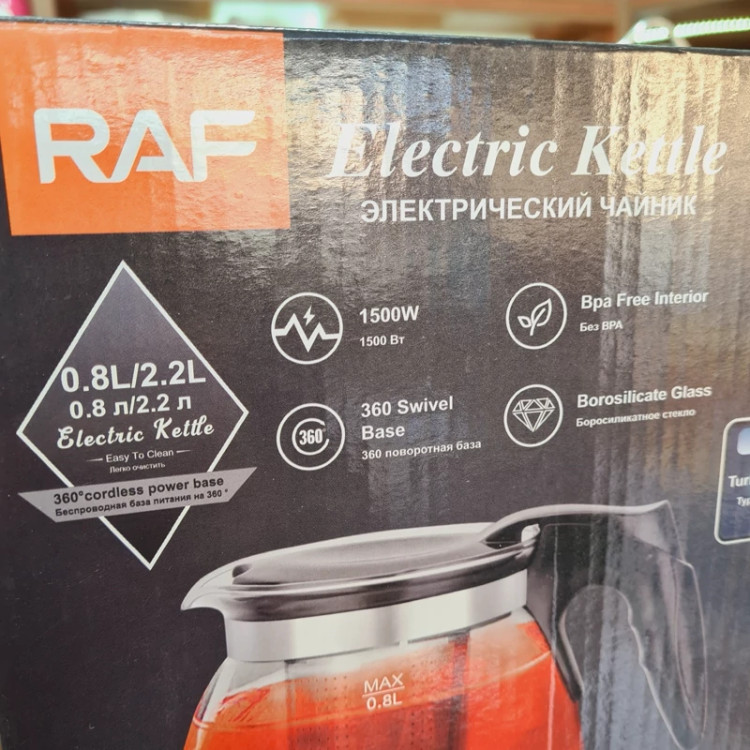 RAF
Electric Kettle
ЭЛЕКТРИЧЕСКИЙ ЧАЙНИК
0.8L/2.2L
0.8 л/2.2 л
Electric Kettle
Easy To Clean
Легко очистить
360°cordless power base
Беспроводная база питания на 360 °
1500W
1500 Вт
Bpa Free Interior
Без BPA
360°
360 Swivel
Base
360 поворотная база
Borosilicate Glass
Боросиликатное стекло
MAX
0.8L